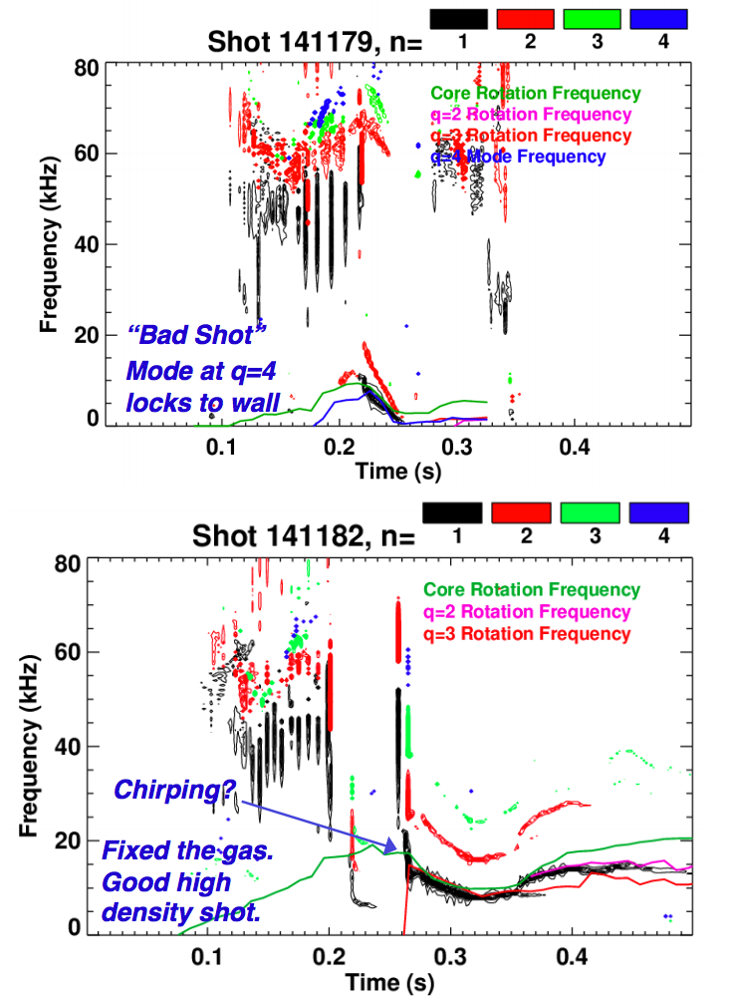 Shot 141179, n=
1 2 3 4
80
60
40
20
0
Frequency (kHz)
Core Rotation Frequency
q=2 Rotation Frequency
q=3 Rotation Frequency
q=4 Mode Frequency
“Bad Shot”
Mode at q=4
locks to wall
0.1 0.2 0.3 0.4
Time (s)
Shot 141182, n=
1 2 3 4
80
60
40
20
0
Frequency (kHz)
Core Rotation Frequency
q=2 Rotation Frequency
q=3 Rotation Frequency
Chirping?
Fixed the gas.
Good high
density shot.
0.1 0.2 0.3 0.4
Time (s)